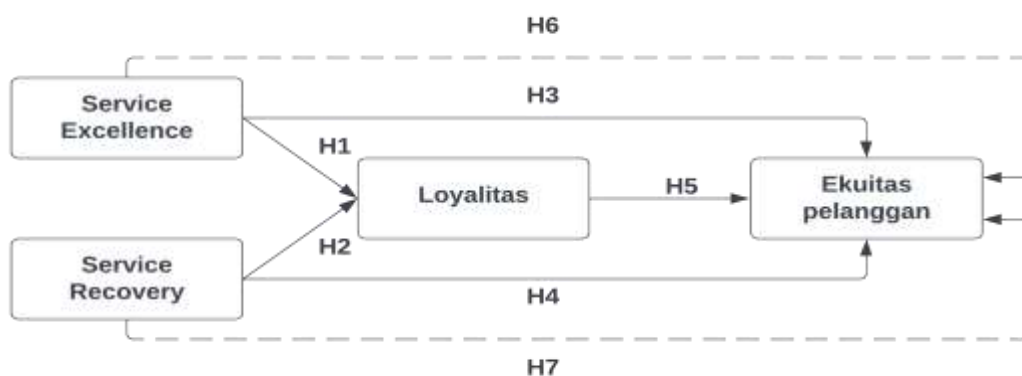 H6
Service
Excellence
H3
H1
Loyalitas
H5
Ekuitas
pelanggan
H2
Service
Recovery
H4
H7